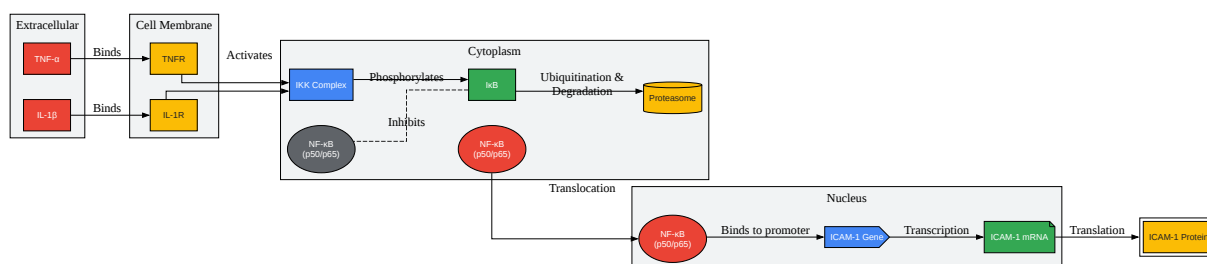 Extracellular
Cell Membrane
TNF-α
Binds
TNFR
Activates
IL-1β
Binds
IL-1R
Cytoplasm
IKK Complex
Phosphorylates
IκB
Ubiquitination &
Degradation
Proteasome
Inhibits
NF-κB
(p50/p65)
NF-κB
(p50/p65)
Translocation
Nucleus
NF-κB
(p50/p65)
Binds to promoter
ICAM-1 Gene
Transcription
ICAM-1 mRNA
Translation
ICAM-1 Protein